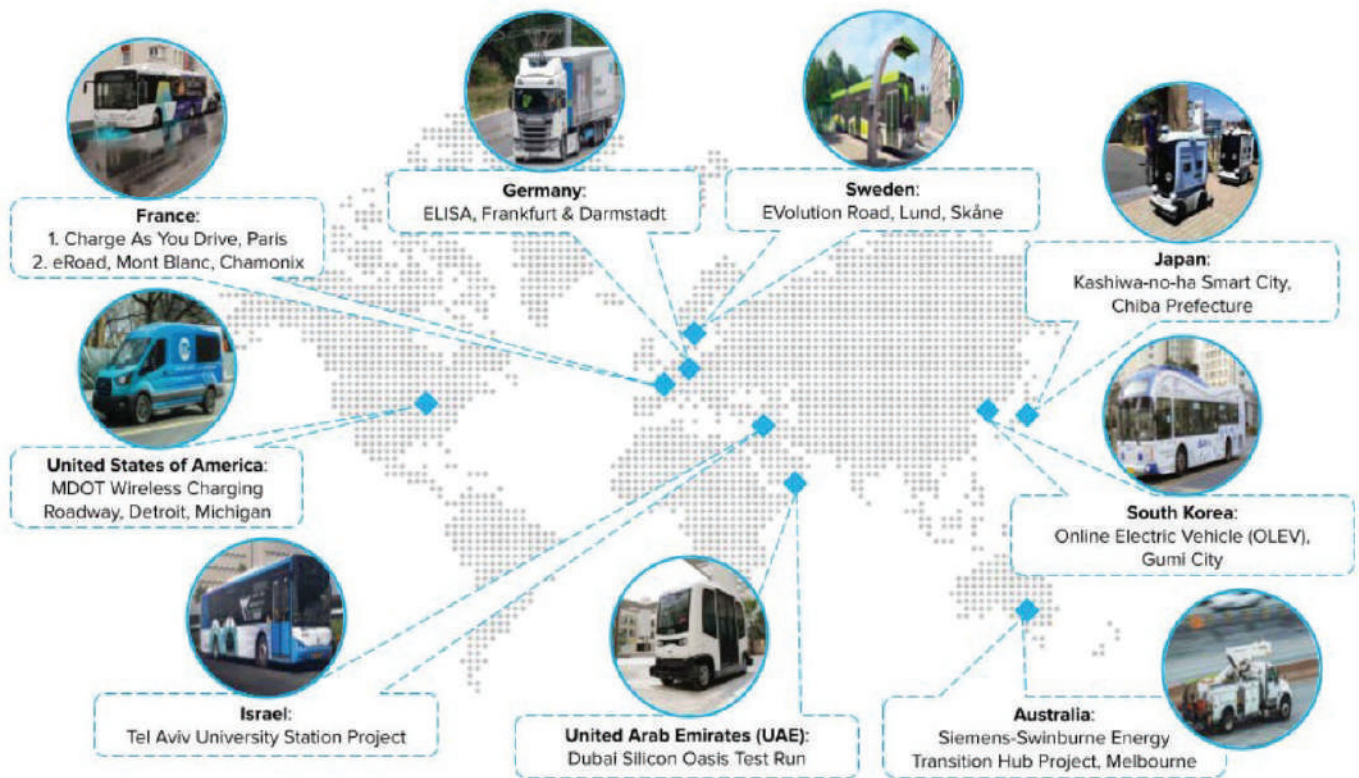 France:
1. Charge As You Drive, Paris
2. eRoad, Mont Blanc, Chamonix
Germany:
ELISA, Frankfurt & Darmstadt
Sweden:
EVolution Road, Lund, Skåne
Japan:
Kashiwa-no-ha Smart City,
Chiba Prefecture
United States of America:
MDOT Wireless Charging
Roadway, Detroit, Michigan
South Korea:
Online Electric Vehicle (OLEV),
Gumi City
Israel:
Tel Aviv University Station Project
United Arab Emirates (UAE):
Dubai Silicon Oasis Test Run
Australia:
Siemens-Swinburne Energy
Transition Hub Project, Melbourne